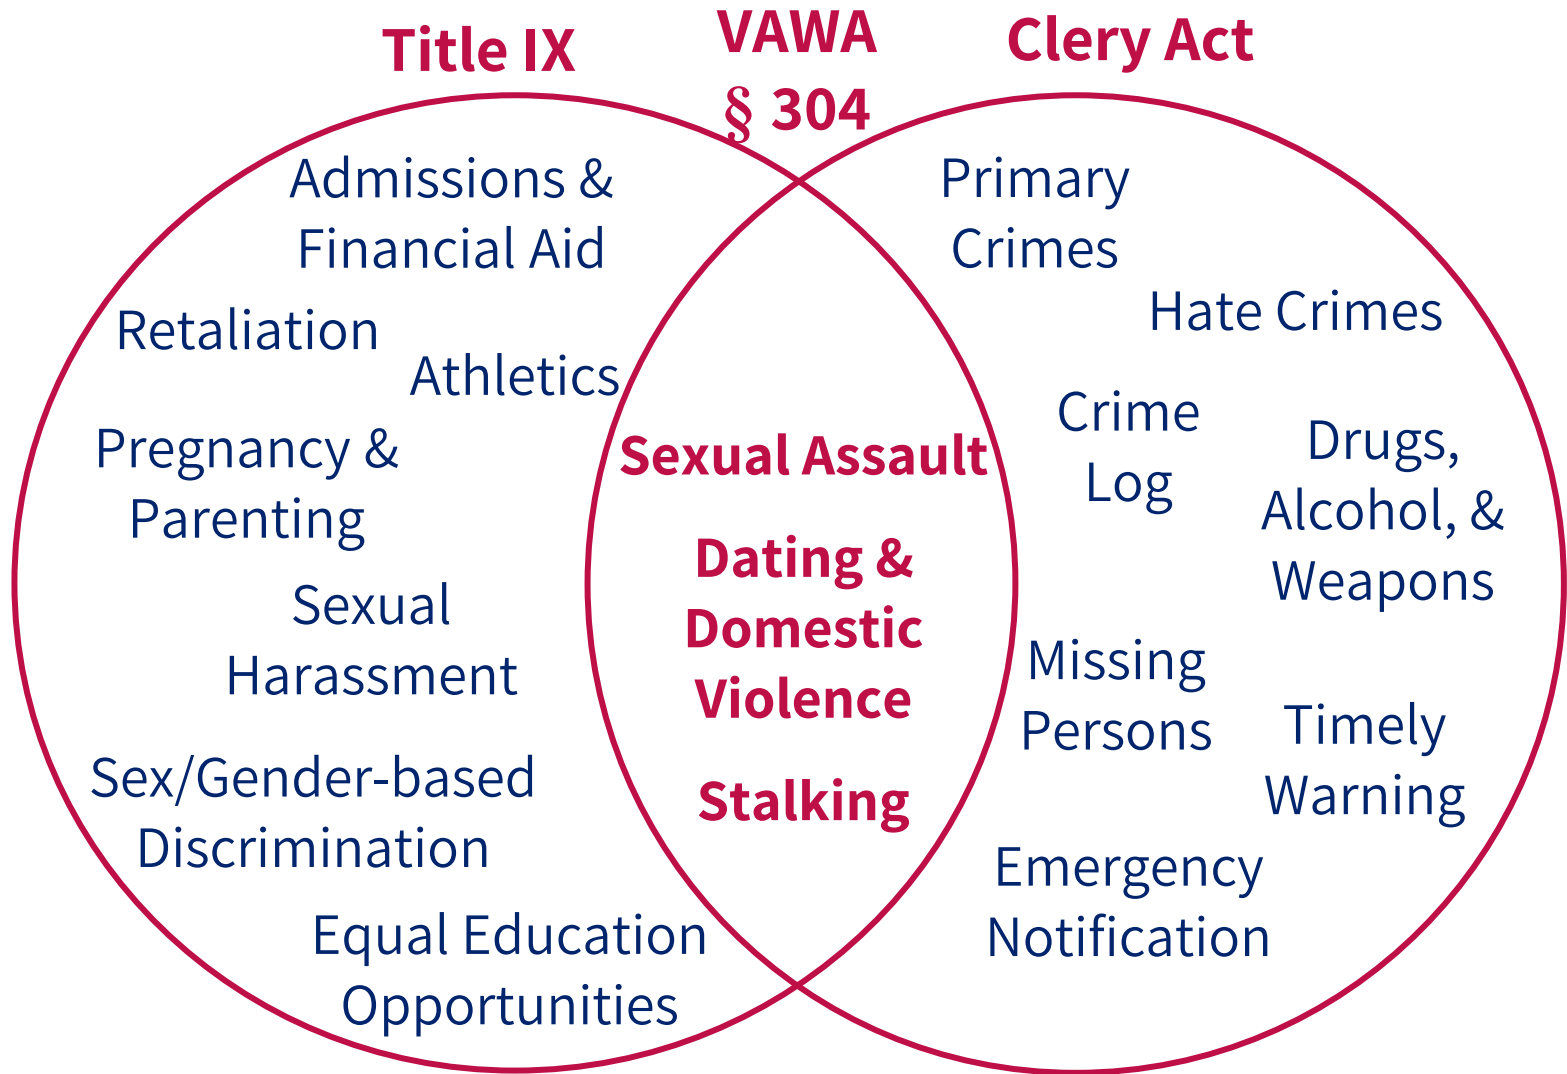 Title IX
VAWA
§ 304
Clery Act
Admissions &
Financial Aid
Retaliation
Athletics
Pregnancy &
Parenting
Sexual
Harassment
Sex/Gender-based
Discrimination
Equal Education
Opportunities
Sexual Assault
Dating &
Domestic
Violence
Stalking
Primary
Crimes
Hate Crimes
Crime
Log
Drugs,
Alcohol, &
Weapons
Missing
Persons
Timely
Warning
Emergency
Notification